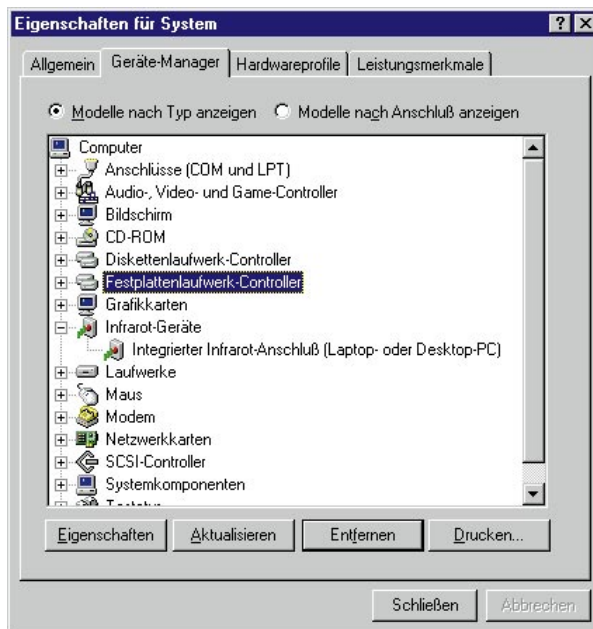 Eigenschaften für System
Allgemein Geräte-Manager Hardwareprofile Leistungsmerkmale
Modelle nach Typ anzeigen Modelle nach Anschluß anzeigen
Computer
Anschlüsse (COM und LPT)
Audio-, Video- und Game-Controller
Bildschirm
CD-ROM
Diskettenlaufwerk-Controller
Festplattenlaufwerk-Controller
Grafikkarten
Infrarot-Geräte
Integrierter Infrarot-Anschluß (Laptop- oder Desktop-PC)
Laufwerke
Maus
Modem
Netzwerkkarten
SCSI-Controller
Systemkomponenten
Eigenschaften Aktualisieren Entfernen Drucken...
Schließen Abbrechen